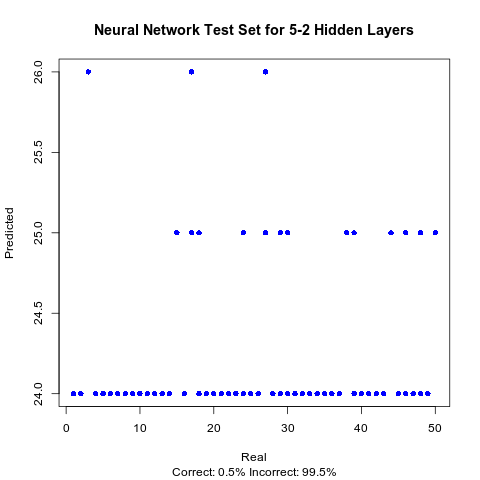 Neural Network Test Set for 5-2 Hidden Layers
26.0
25.5
25.0
24.5
24.0
Predicted
0 10 20 30 40 50
Real
Correct: 0.5% Incorrect: 99.5%